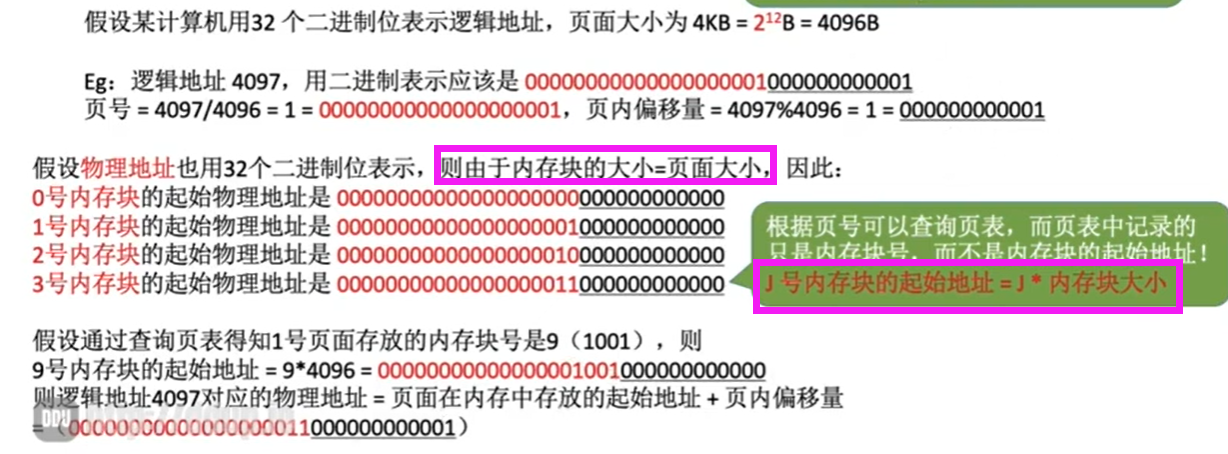 假设某计算机用32 个二进制位表示逻辑地址，页面大小为 4KB = 2¹²B = 4096B
Eg：逻辑地址 4097，用二进制表示应该是 00000000000000000001000000000001
页号 = 4097/4096 = 1 = 00000000000000000001，页内偏移量 = 4097%4096 = 1 = 000000000001
假设物理地址也用32个二进制位表示，则由于内存块的大小=页面大小，因此：
0号内存块的起始物理地址是 00000000000000000000000000000000
1号内存块的起始物理地址是 00000000000000000001000000000000
2号内存块的起始物理地址是 00000000000000000010000000000000
3号内存块的起始物理地址是 00000000000000000011000000000000
根据页号可以查询页表，而页表中记录的
只是内存块号，而不是内存块的起始地址！
J 号内存块的起始地址 = J * 内存块大小
假设通过查询页表得知1号页面存放的内存块号是9（1001），则
9号内存块的起始地址 = 9*4096 = 00000000000000001001000000000000
则逻辑地址4097对应的物理地址 = 页面在内存中存放的起始地址 + 页内偏移量
=（00000000000000000011000000000001）